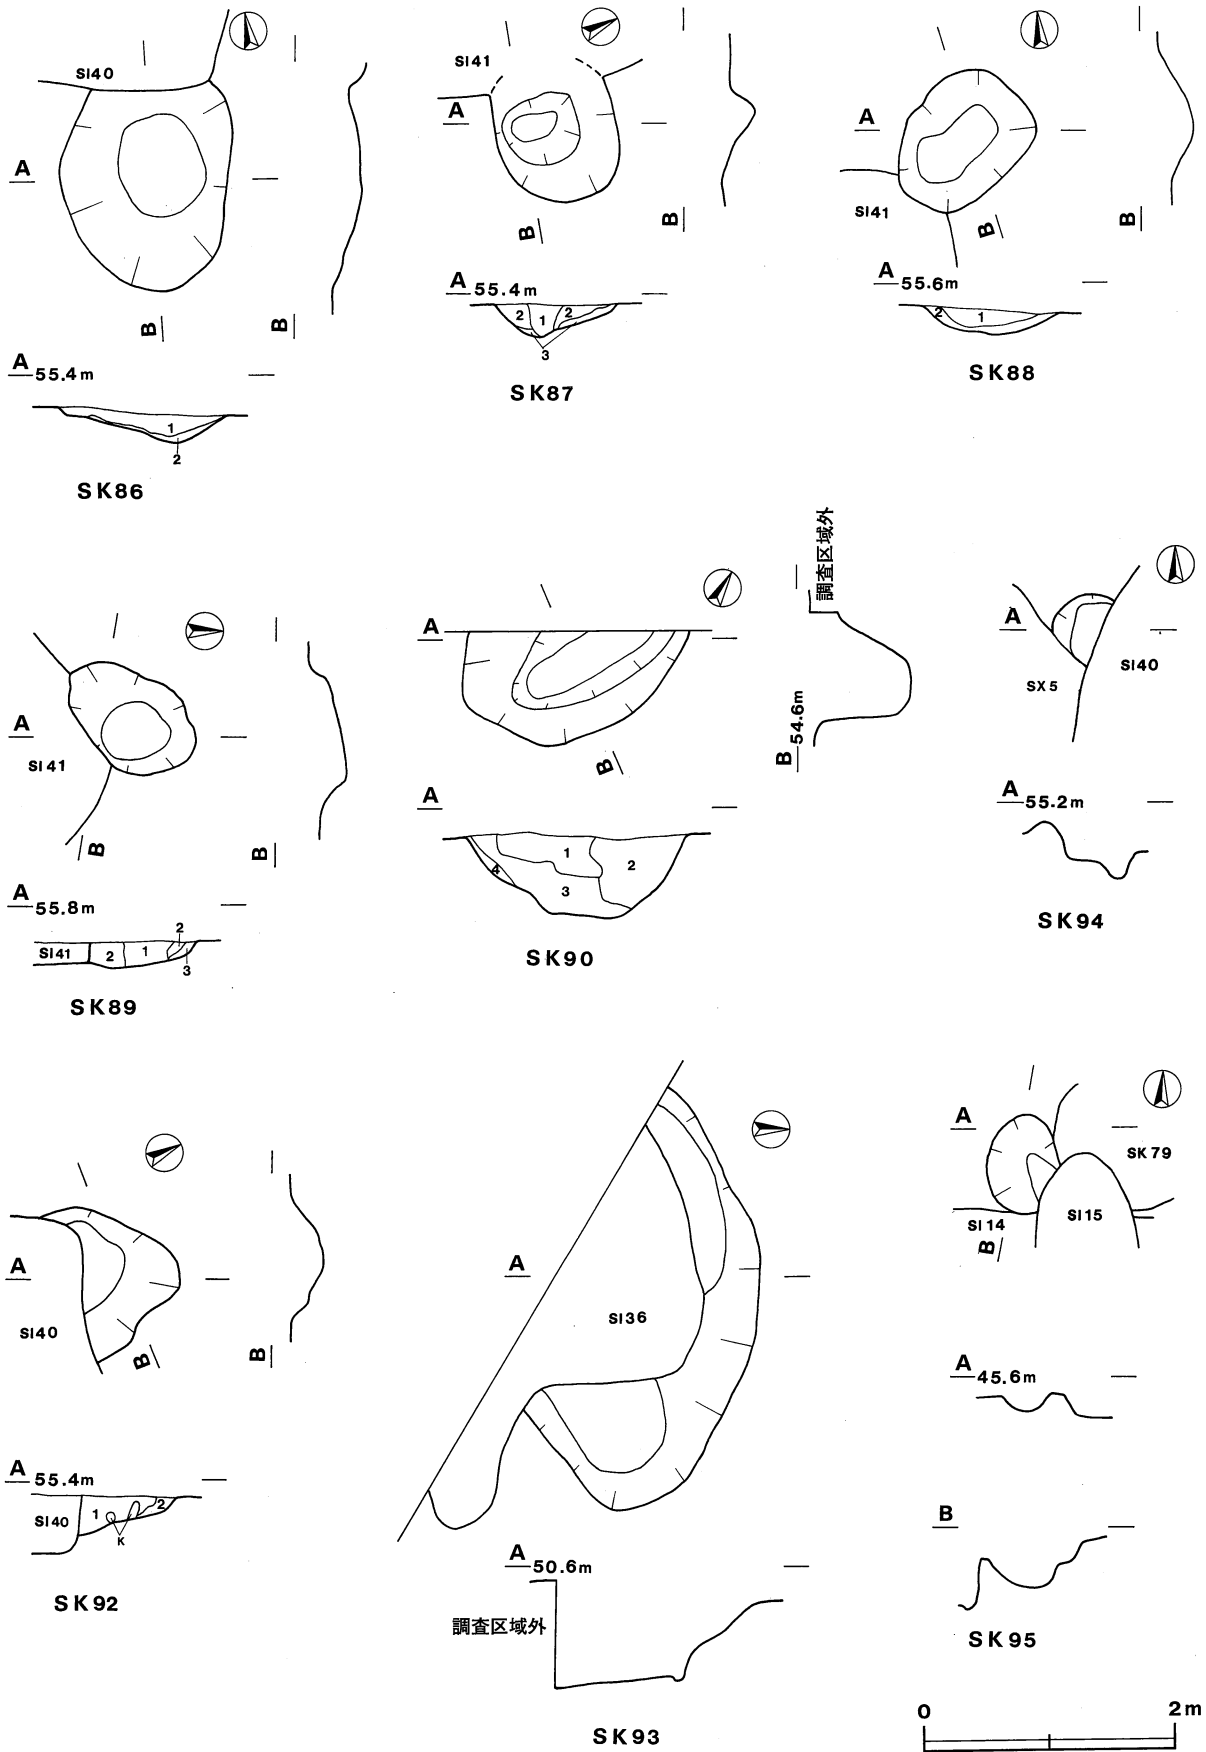 SI40
A
B
B
A 55.4m
1
2
SK86
SI41
A
B
B
A 55.4m
2 1 2
3
SK87
A
SI41
B
B
A 55.6m
2 1
SK88
A
SI41
B
B
A 55.8m
2
SI41 2 1
3
SK89
A
B
A
1
2
4
3
SK90
調査区域外
B 54.6m
A
SI40
SX5
A 55.2m
SK94
A
SI40
B
B
A 55.4m
SI40 1 2
K
SK92
A
SI36
A 50.6m
調査区域外
SK93
A
SK79
SI14
SI15
B
A 45.6m
B
SK95
0 2m